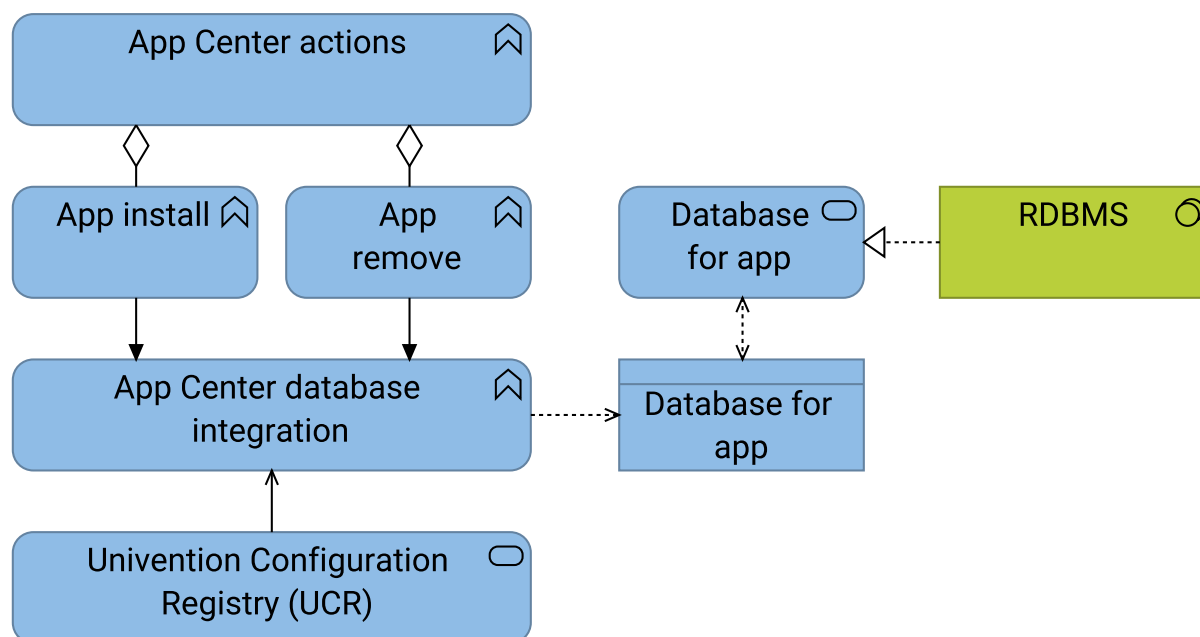 App Center actions
App install
App
remove
Database
for app
RDBMS
App Center database
integration
Database for
app
Univention Configuration
Registry (UCR)